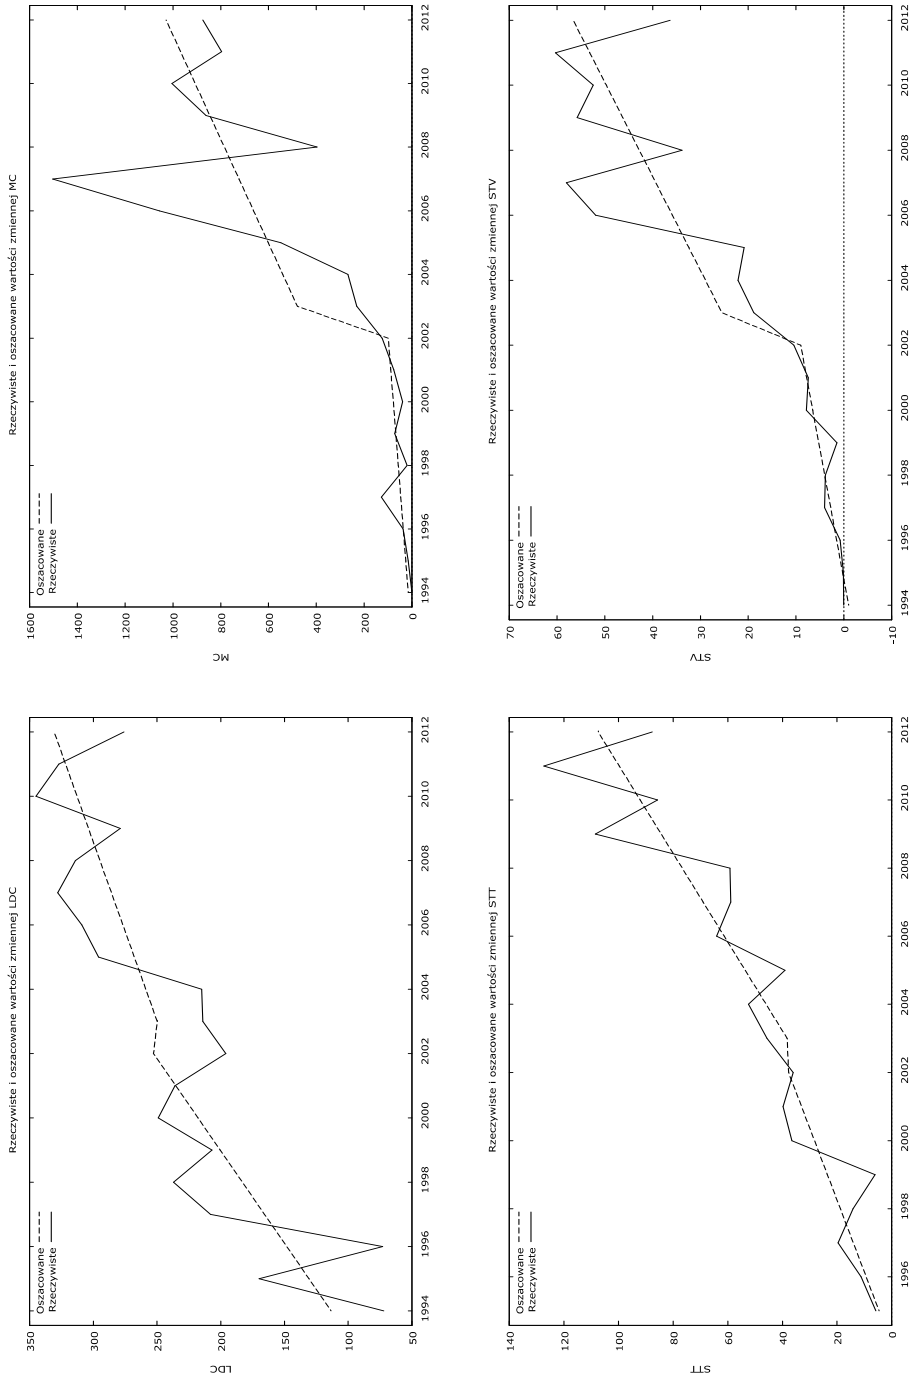 Rzeczywiste i oszacowane wartości zmiennej LDC
Oszacowane
Rzeczywiste
350
300
250
200
150
100
50
LDC
1994 1996 1998 2000 2002 2004 2006 2008 2010 2012
Rzeczywiste i oszacowane wartości zmiennej MC
Oszacowane
Rzeczywiste
1600
1400
1200
1000
800
600
400
200
0
MC
1994 1996 1998 2000 2002 2004 2006 2008 2010 2012
Rzeczywiste i oszacowane wartości zmiennej STT
Oszacowane
Rzeczywiste
140
120
100
80
60
40
20
0
STT
1996 1998 2000 2002 2004 2006 2008 2010 2012
Rzeczywiste i oszacowane wartości zmiennej STV
Oszacowane
Rzeczywiste
70
60
50
40
30
20
10
0
-10
STV
1994 1996 1998 2000 2002 2004 2006 2008 2010 2012